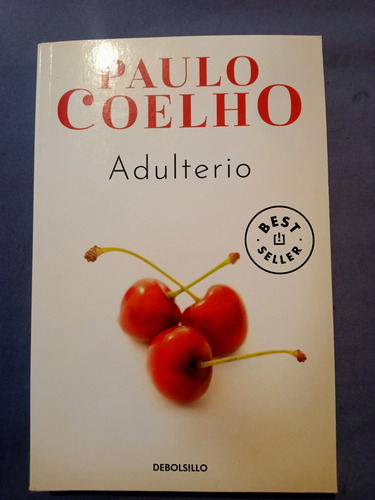 PAULO
COELHO
Adulterio
BEST
SELLER
DEBOLSILLO